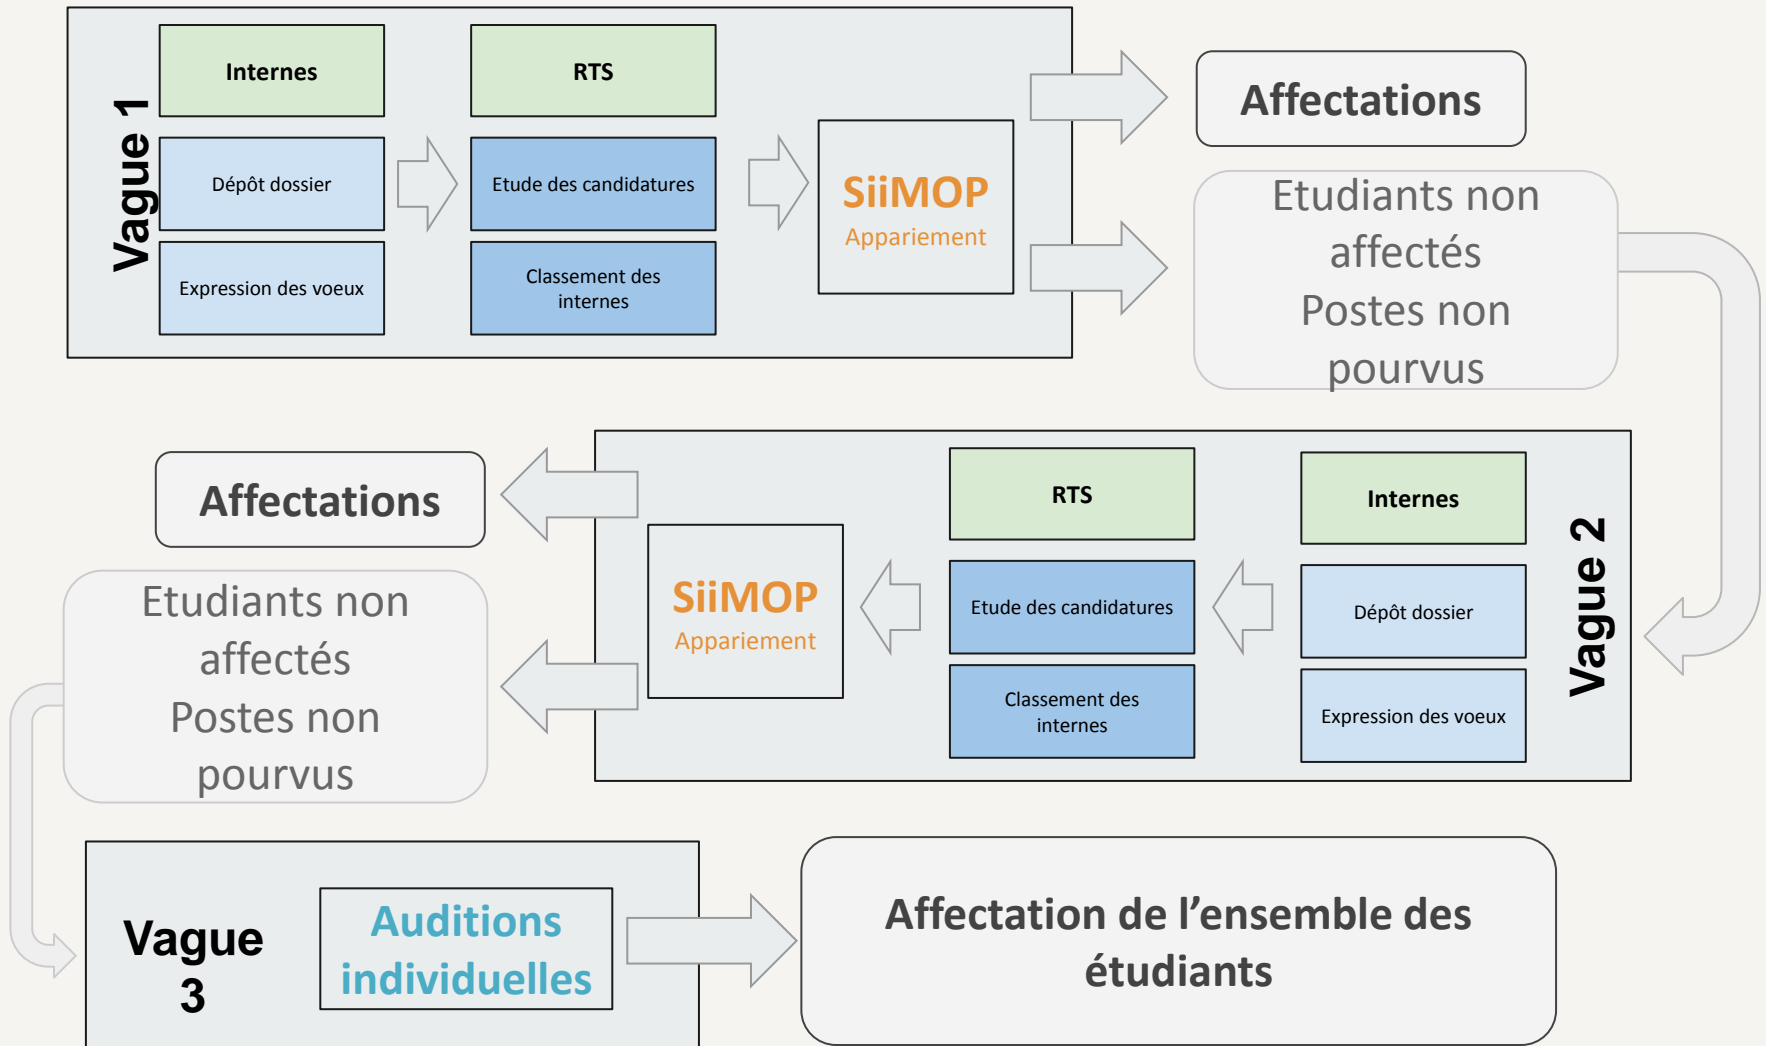 Vague 1
Internes
RTS
Dépôt dossier
Etude des candidatures
Expression des voeux
Classement des
internes
SiiMOP
Appariement
Affectations
Etudiants non
affectés
Postes non
pourvus
Vague 2
Internes
RTS
Dépôt dossier
Etude des candidatures
Expression des voeux
Classement des
internes
SiiMOP
Appariement
Affectations
Etudiants non
affectés
Postes non
pourvus
Vague
3
Auditions
individuelles
Affectation de l’ensemble des
étudiants